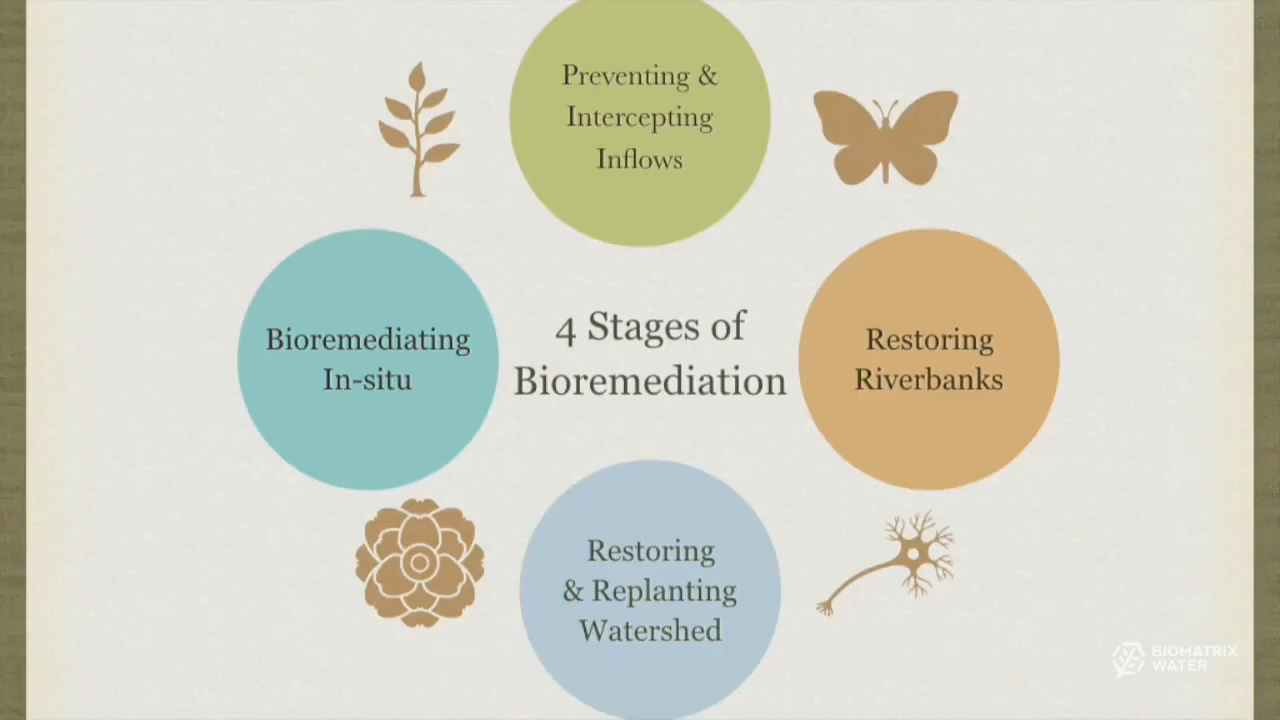 Preventing &
Intercepting
Inflows
Bioremediating
In-situ
4 Stages of
Bioremediation
Restoring
Riverbanks
Restoring
& Replanting
Watershed
BIOMATRIX
WATER